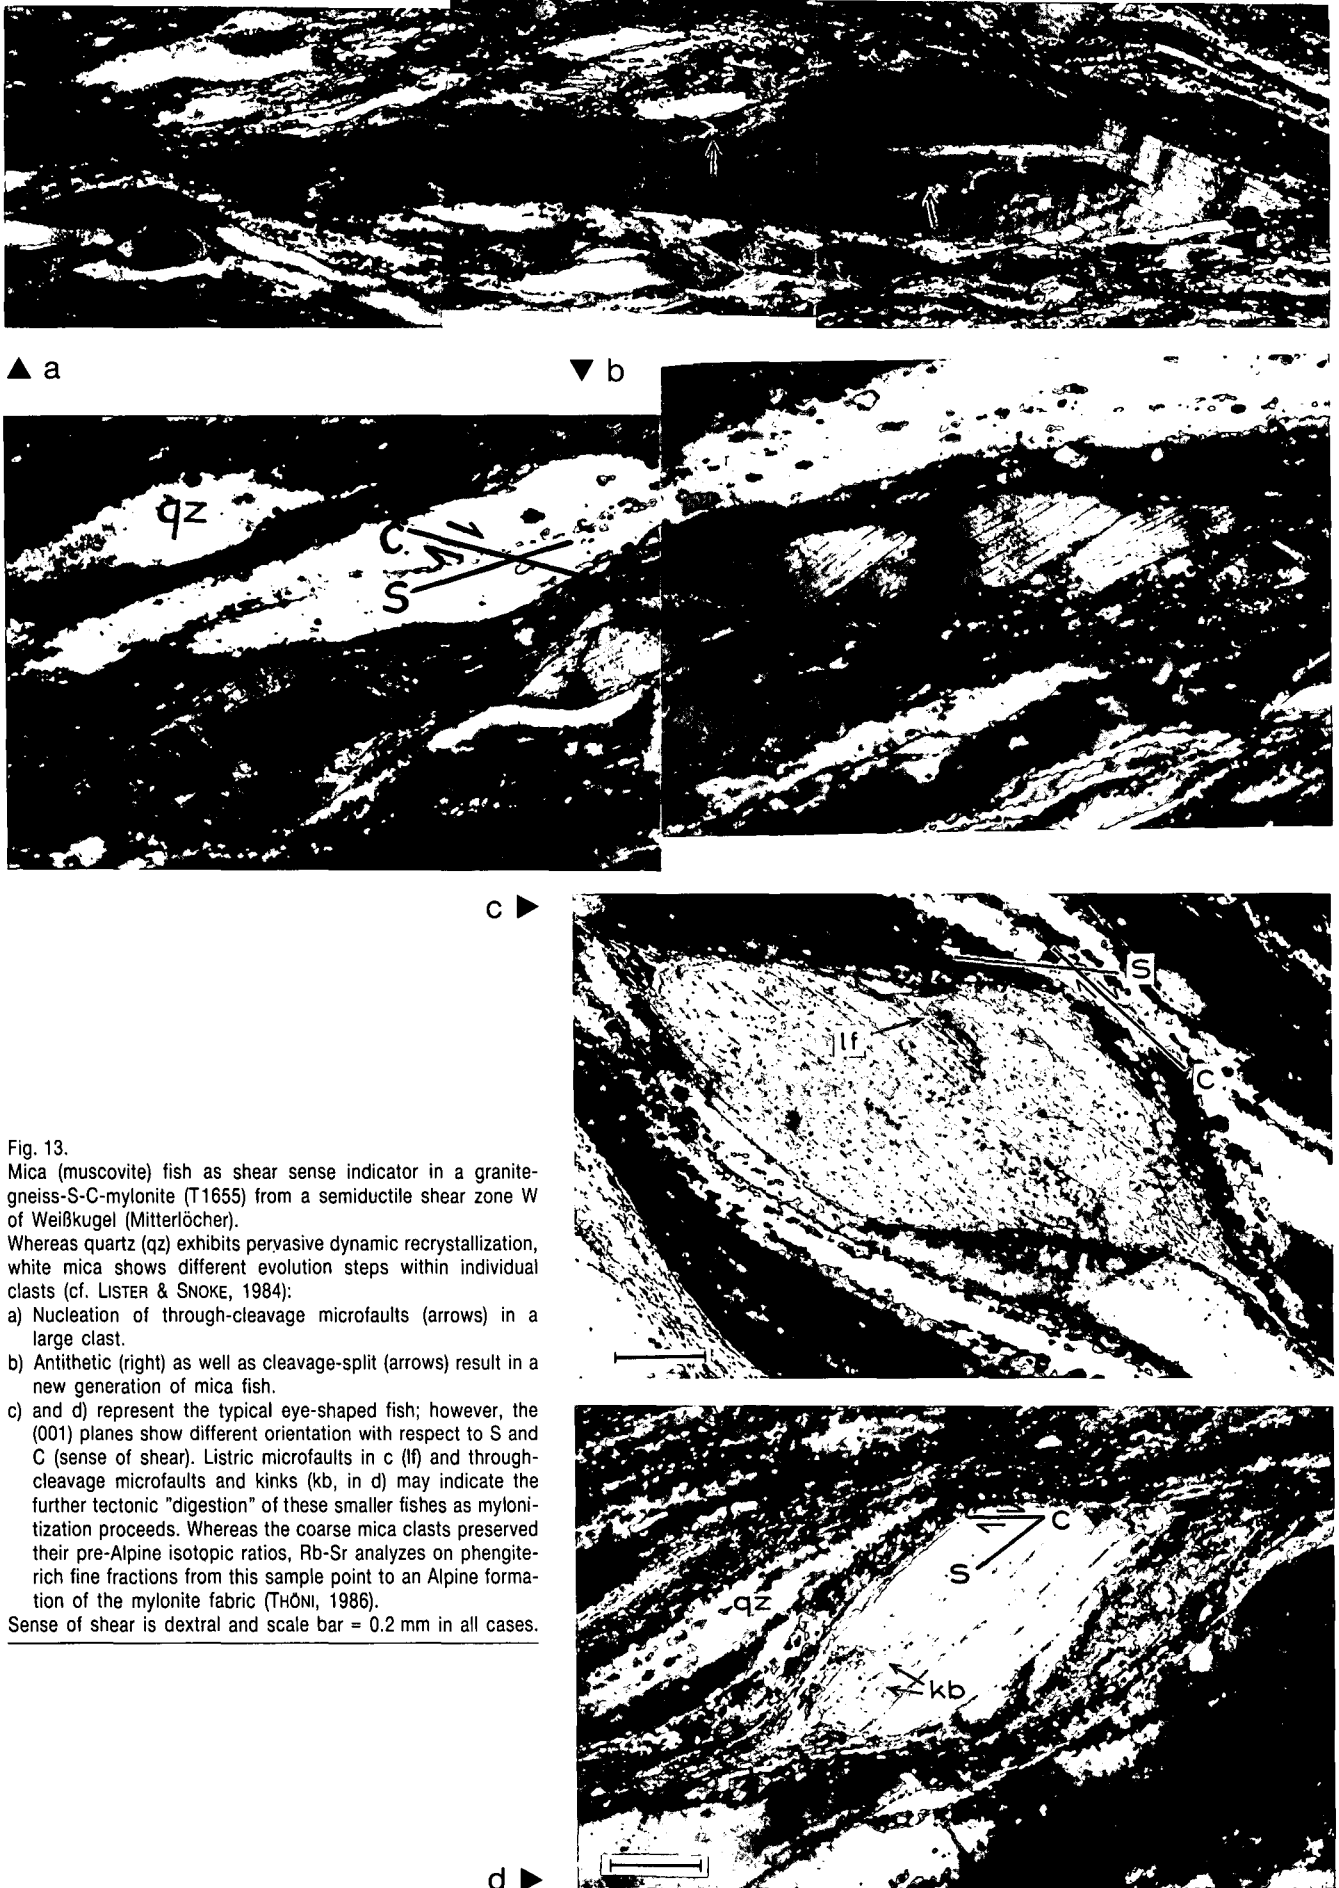 ▲ a
▼ b
qz
C
S
c ►
S
lf
C
Fig. 13.
Mica (muscovite) fish as shear sense indicator in a granite-
gneiss-S-C-mylonite (T1655) from a semiductile shear zone W
of Weißkugel (Mitterlöcher).
Whereas quartz (qz) exhibits pervasive dynamic recrystallization,
white mica shows different evolution steps within individual
clasts (cf. LISTER & SNOKE, 1984):
a) Nucleation of through-cleavage microfaults (arrows) in a
large clast.
b) Antithetic (right) as well as cleavage-split (arrows) result in a
new generation of mica fish.
c) and d) represent the typical eye-shaped fish; however, the
(001) planes show different orientation with respect to S and
C (sense of shear). Listric microfaults in c (lf) and through-
cleavage microfaults and kinks (kb, in d) may indicate the
further tectonic "digestion" of these smaller fishes as myloni-
tization proceeds. Whereas the coarse mica clasts preserved
their pre-Alpine isotopic ratios, Rb-Sr analyzes on phengite-
rich fine fractions from this sample point to an Alpine forma-
tion of the mylonite fabric (THÖNI, 1986).
Sense of shear is dextral and scale bar = 0.2 mm in all cases.
C
S
qz
kb
d ►